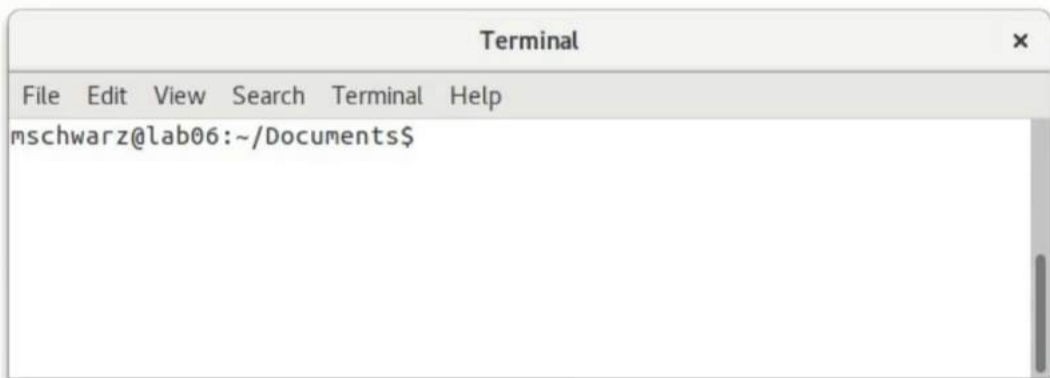 Terminal
File Edit View Search Terminal Help
mschwarz@lab06:~/Documents$